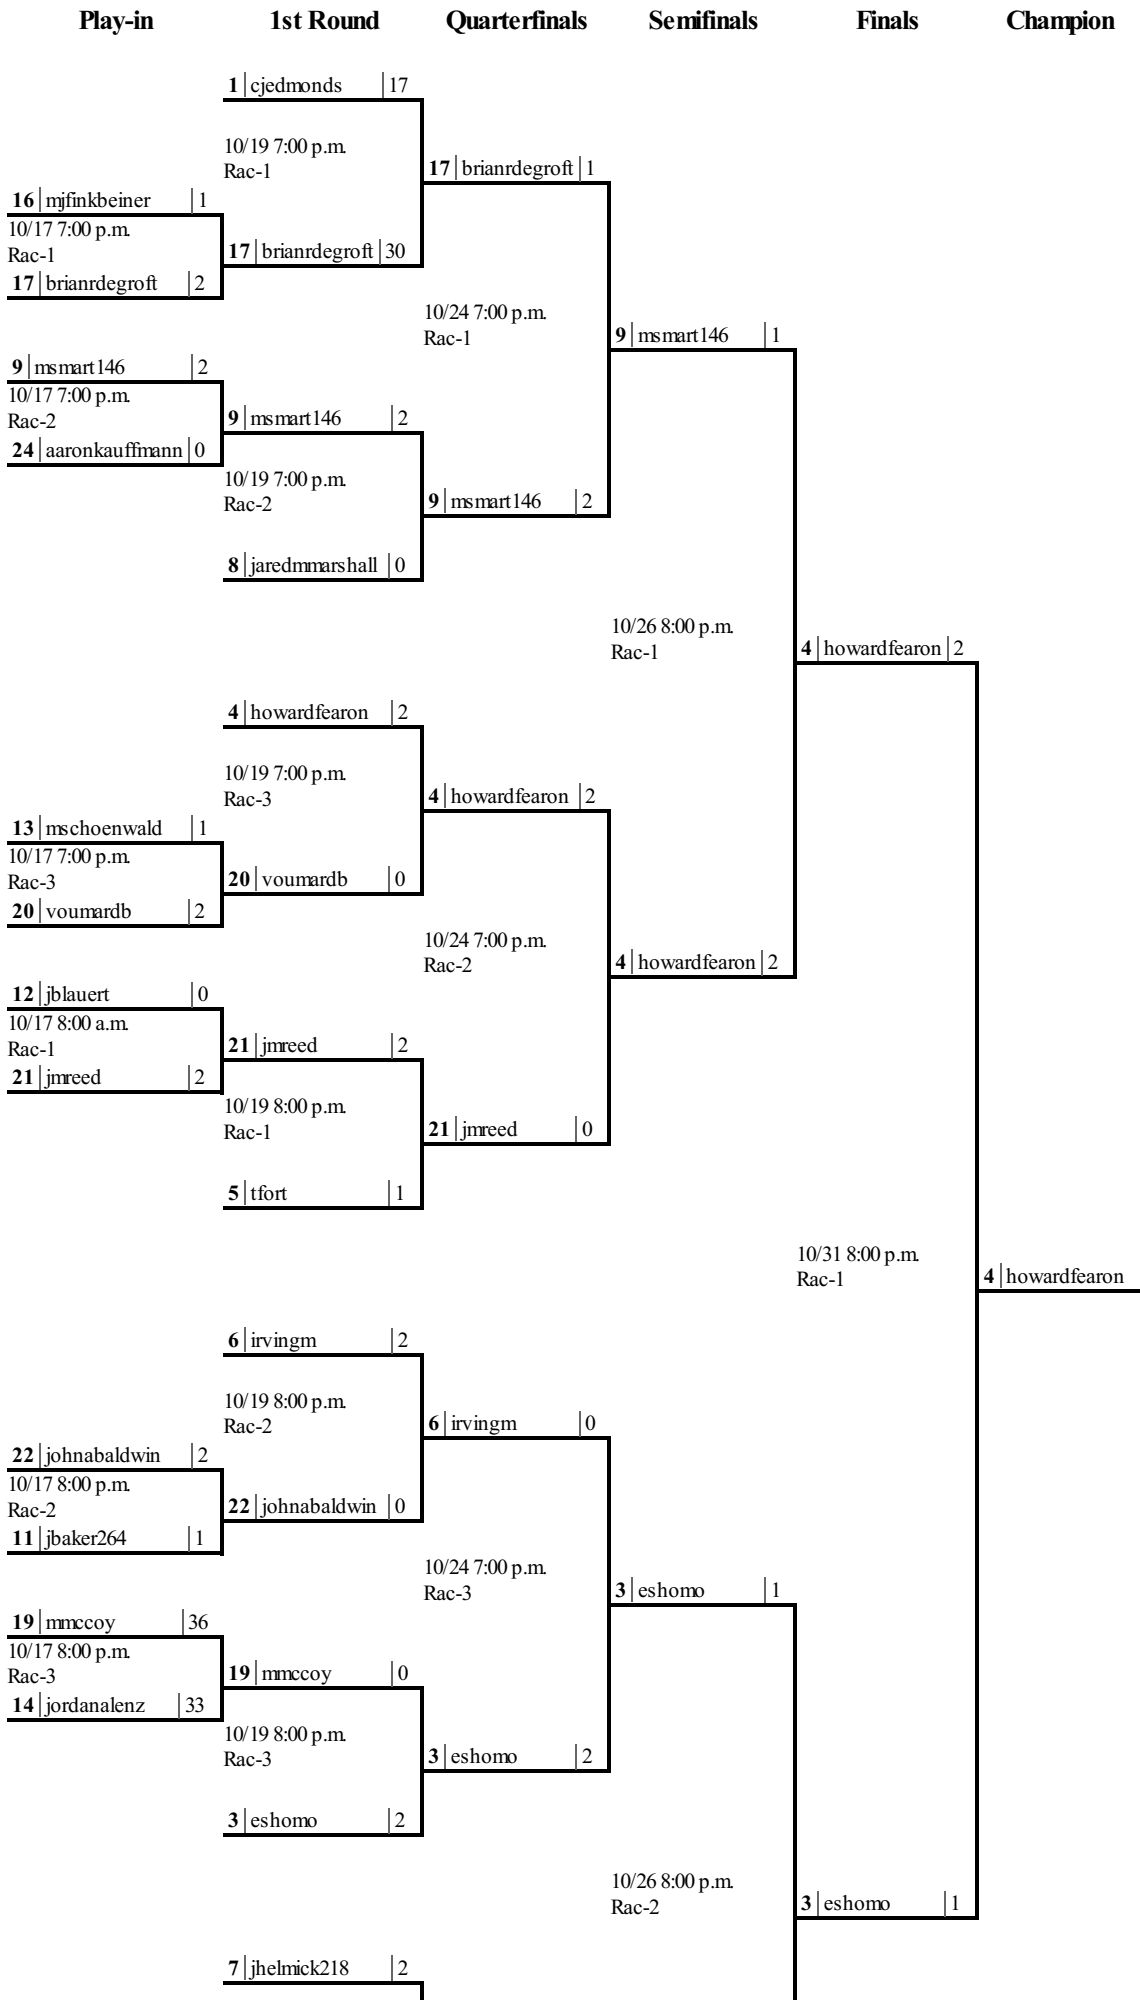 Play-in 1st Round Quarterfinals Semifinals Finals Champion
1 cjedmonds 17
10/19 7:00 p.m.
Rac-1
17 brianrdegroft 1
16 mjfinkbeiner 1
10/17 7:00 p.m.
Rac-1
17 brianrdegroft 30
17 brianrdegroft 2
10/24 7:00 p.m.
Rac-1
9 msmart146 1
9 msmart146 2
10/17 7:00 p.m.
Rac-2
9 msmart146 2
24 aaronkauffmann 0
10/19 7:00 p.m.
Rac-2
9 msmart146 2
8 jaredmmarshall 0
10/26 8:00 p.m.
Rac-1
4 howardfearon 2
4 howardfearon 2
10/19 7:00 p.m.
Rac-3
4 howardfearon 2
13 mschoenwald 1
10/17 7:00 p.m.
Rac-3
20 voumardb 0
20 voumardb 2
10/24 7:00 p.m.
Rac-2
4 howardfearon 2
12 jblauert 0
10/17 8:00 a.m.
Rac-1
21 jmreed 2
21 jmreed 2
10/19 8:00 p.m.
Rac-1
21 jmreed 0
5 tfort 1
10/31 8:00 p.m.
Rac-1
4 howardfearon
6 irvingm 2
10/19 8:00 p.m.
Rac-2
6 irvingm 0
22 johnabaldwin 2
10/17 8:00 p.m.
Rac-2
22 johnabaldwin 0
11 jbaker264 1
10/24 7:00 p.m.
Rac-3
3 eshomo 1
19 mmccoy 36
10/17 8:00 p.m.
Rac-3
19 mmccoy 0
14 jordanalenz 33
10/19 8:00 p.m.
Rac-3
3 eshomo 2
3 eshomo 2
10/26 8:00 p.m.
Rac-2
3 eshomo 1
7 jhelmick218 2